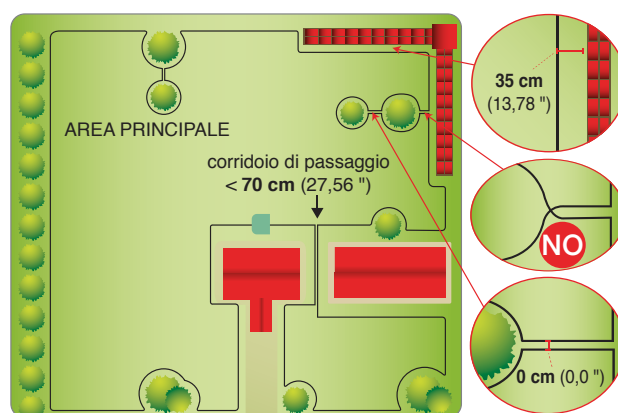 35 cm
(13,78 ")
AREA PRINCIPALE
corridoio di passaggio
< 70 cm (27,56 ")
NO
0 cm (0,0 ")